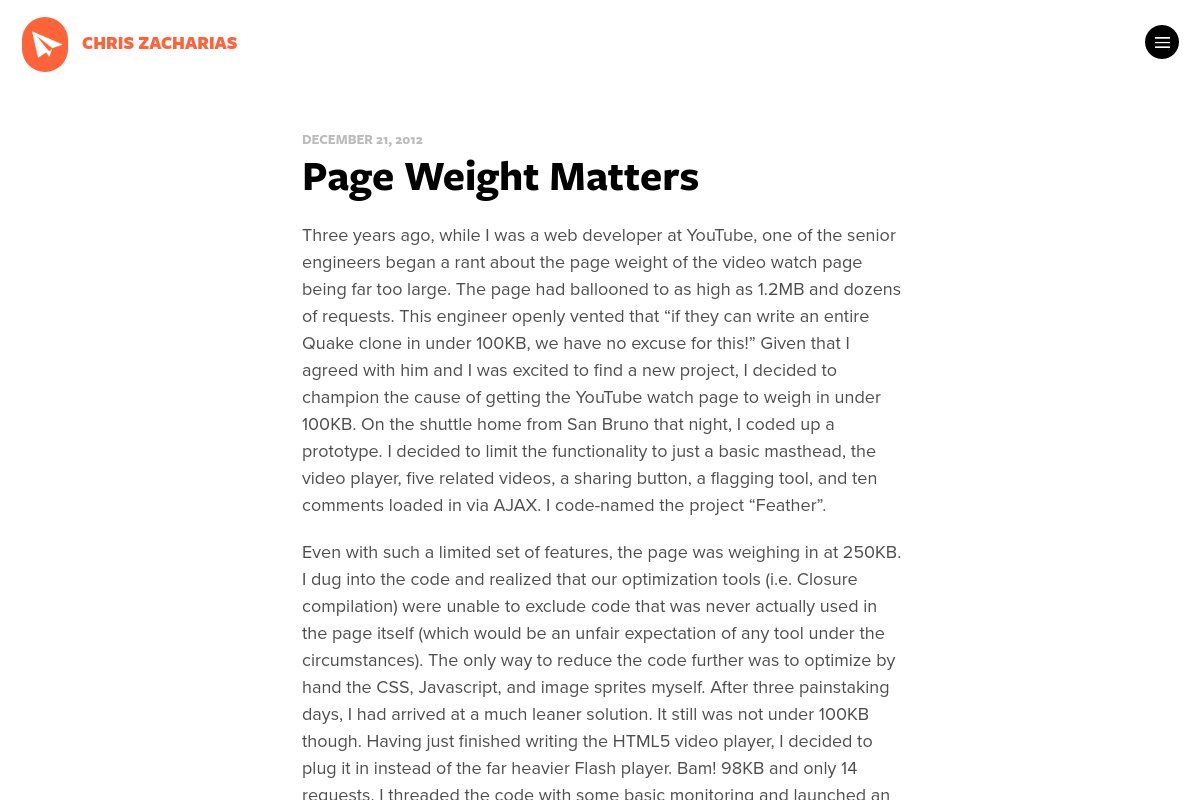 CHRIS ZACHARIAS
DECEMBER 21, 2012
Page Weight Matters
Three years ago, while I was a web developer at YouTube, one of the senior
engineers began a rant about the page weight of the video watch page
being far too large. The page had ballooned to as high as 1.2MB and dozens
of requests. This engineer openly vented that “if they can write an entire
Quake clone in under 100KB, we have no excuse for this!” Given that I
agreed with him and I was excited to find a new project, I decided to
champion the cause of getting the YouTube watch page to weigh in under
100KB. On the shuttle home from San Bruno that night, I coded up a
prototype. I decided to limit the functionality to just a basic masthead, the
video player, five related videos, a sharing button, a flagging tool, and ten
comments loaded in via AJAX. I code-named the project “Feather”.
Even with such a limited set of features, the page was weighing in at 250KB.
I dug into the code and realized that our optimization tools (i.e. Closure
compilation) were unable to exclude code that was never actually used in
the page itself (which would be an unfair expectation of any tool under the
circumstances). The only way to reduce the code further was to optimize by
hand the CSS, Javascript, and image sprites myself. After three painstaking
days, I had arrived at a much leaner solution. It still was not under 100KB
though. Having just finished writing the HTML5 video player, I decided to
plug it in instead of the far heavier Flash player. Bam! 98KB and only 14
requests. I threaded the code with some basic monitoring and launched an